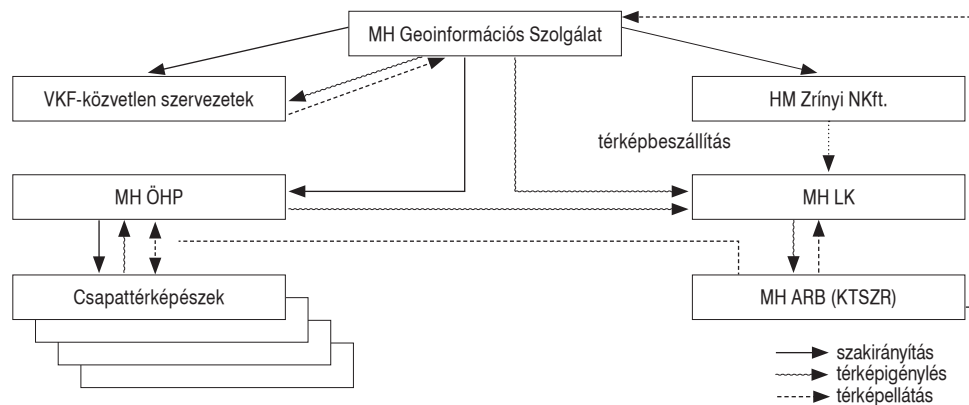 MH Geoinformációs Szolgálat
VKF-közvetlen szervezetek
HM Zrínyi NKft.
térképbeszállítás
MH ÖHP
MH LK
Csapattérképészek
MH ARB (KTSZR)
szakirányítás
térképigénylés
térképellátás